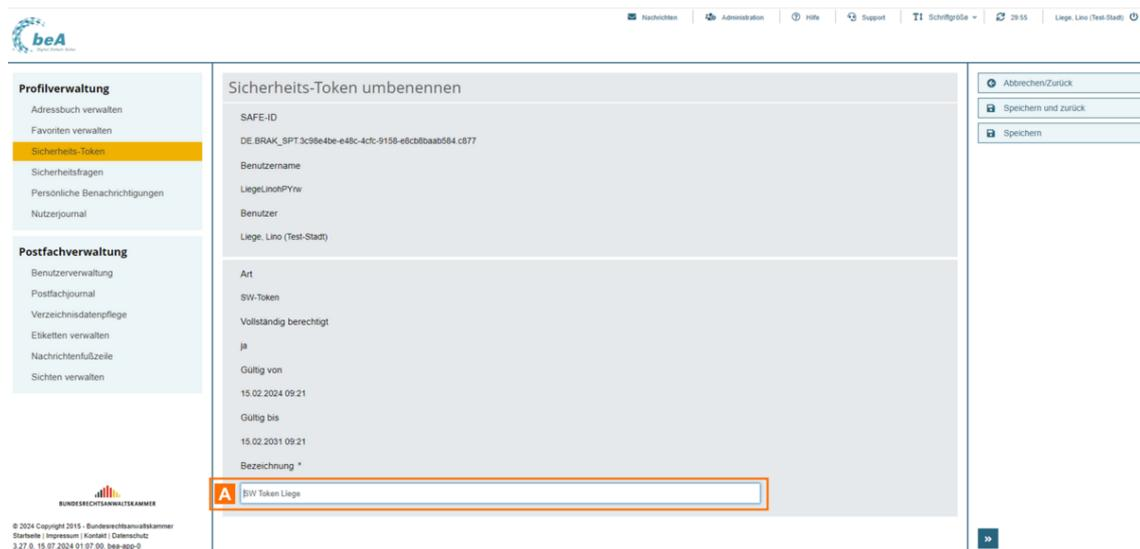 Nachrichten
Administration
Hilfe
Support
Schriftgröße
29:55
Liege, Lino (Test-Stadt)
beA
Profilverwaltung
Adressbuch verwalten
Favoriten verwalten
Sicherheits-Token
Sicherheitsfragen
Persönliche Benachrichtigungen
Nutzerjournal
Postfachverwaltung
Benutzerverwaltung
Postfachjournal
Verzeichnisdatenpflege
Etiketten verwalten
Nachrichtenfußzeile
Sichten verwalten
BUNDESRECHTSANWALTSKAMMER
© 2024 Copyright 2015 - Bundesrechtsanwaltskammer
Startseite | Impressum | Kontakt | Datenschutz
3.27.0. 15.07.2024 01:07:00. bea-app-0
Sicherheits-Token umbenennen
SAFE-ID
DE.BRAK_SPT.3c98e4be-e48c-4cfc-9158-e8cb8baab584.c877
Benutzername
LiegeLinohPYrw
Benutzer
Liege, Lino (Test-Stadt)
Art
SW-Token
Vollständig berechtigt
ja
Gültig von
15.02.2024 09:21
Gültig bis
15.02.2031 09:21
Bezeichnung *
A
SW Token Liege
Abbrechen/Zurück
Speichern und zurück
Speichern